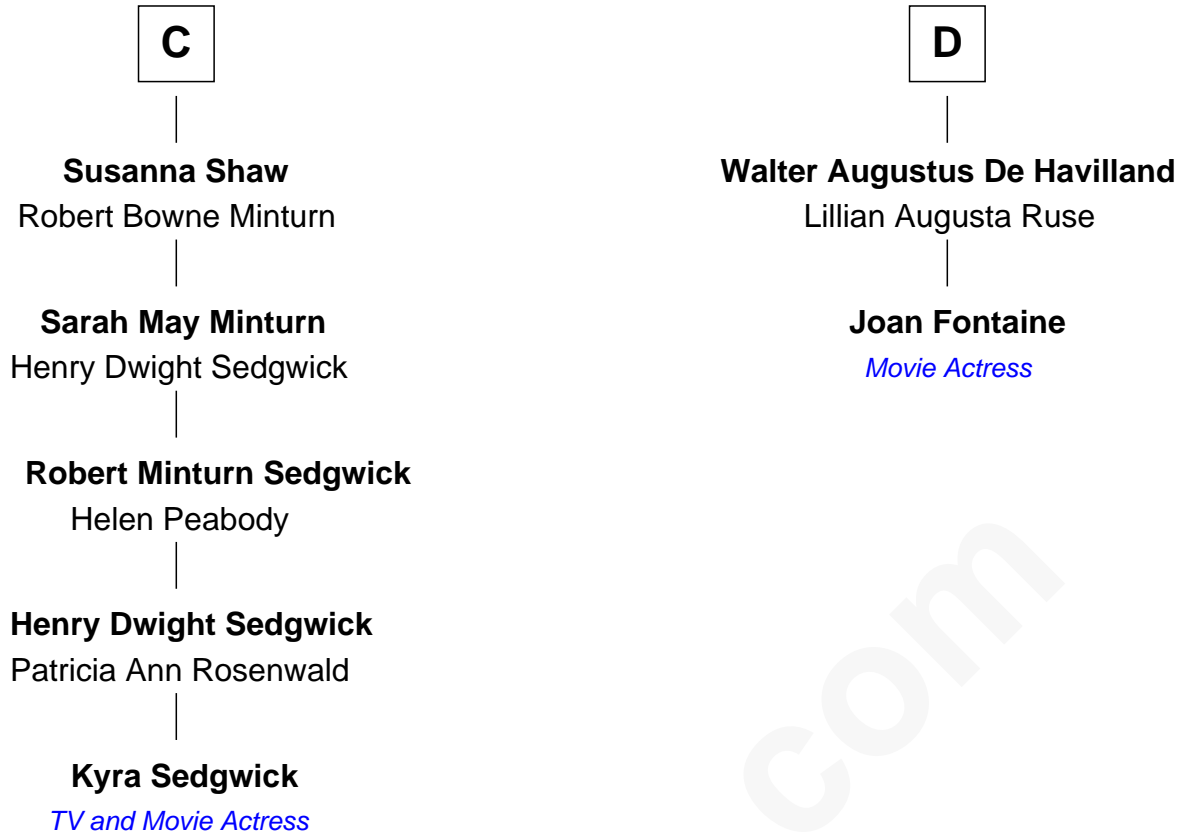 C
Susanna Shaw
Robert Bowne Minturn
Sarah May Minturn
Henry Dwight Sedgwick
Robert Minturn Sedgwick
Helen Peabody
Henry Dwight Sedgwick
Patricia Ann Rosenwald
Kyra Sedgwick
TV and Movie Actress
D
Walter Augustus De Havilland
Lillian Augusta Ruse
Joan Fontaine
Movie Actress
com